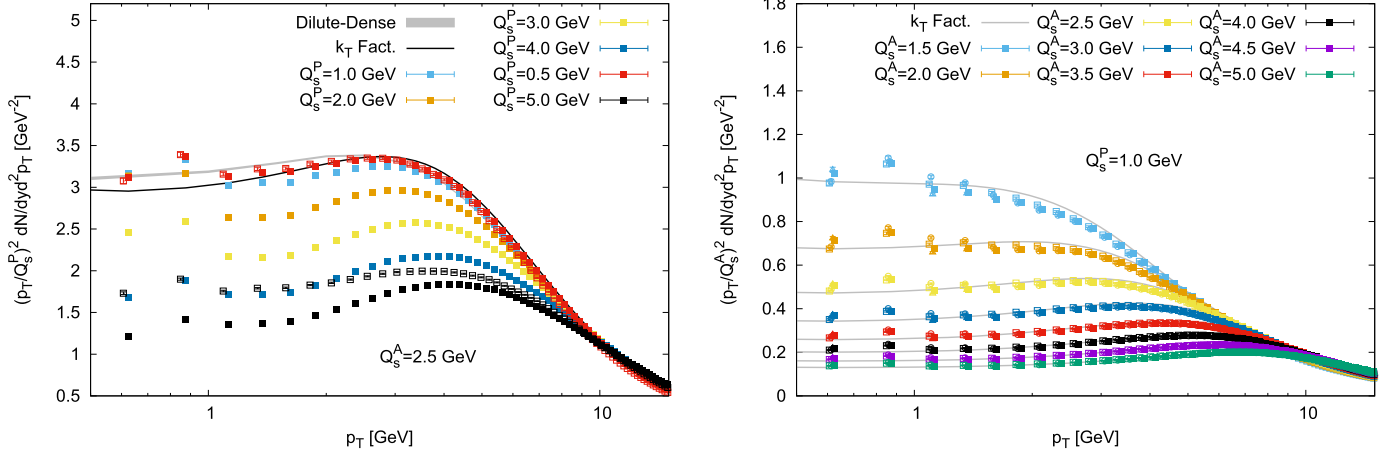 Dilute-Dense
k_T Fact.
Q_s^P=1.0 GeV
Q_s^P=2.0 GeV
Q_s^P=3.0 GeV
Q_s^P=4.0 GeV
Q_s^P=0.5 GeV
Q_s^P=5.0 GeV
(p_T/Q_s^P)^2 dN/dyd^2p_T [GeV^-2]
5
4.5
4
3.5
3
2.5
2
1.5
1
0.5
Q_s^A=2.5 GeV
1
10
p_T [GeV]
k_T Fact.
Q_s^A=1.5 GeV
Q_s^A=2.0 GeV
Q_s^A=2.5 GeV
Q_s^A=3.0 GeV
Q_s^A=3.5 GeV
Q_s^A=4.0 GeV
Q_s^A=4.5 GeV
Q_s^A=5.0 GeV
(p_T/Q_s^A)^2 dN/dyd^2p_T [GeV^-2]
1.8
1.6
1.4
1.2
1
0.8
0.6
0.4
0.2
0
Q_s^P=1.0 GeV
1
10
p_T [GeV]